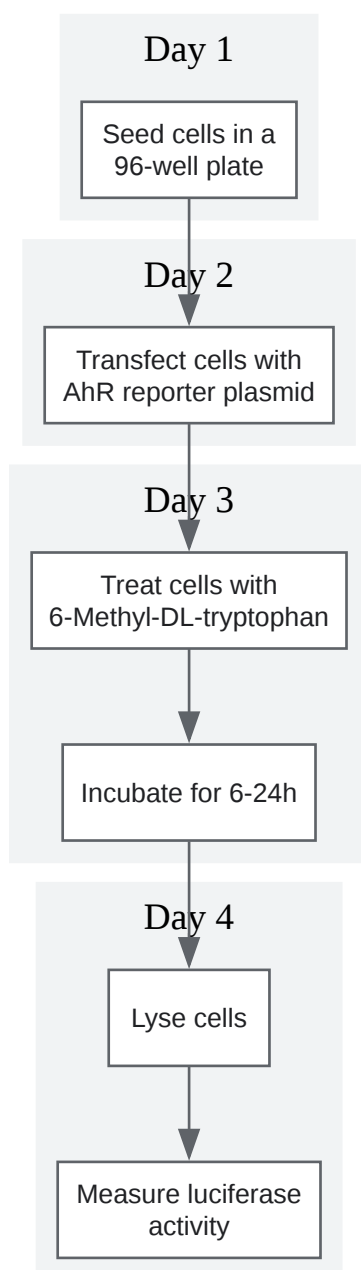 Day 1
Seed cells in a
96-well plate
Day 2
Transfect cells with
AhR reporter plasmid
Day 3
Treat cells with
6-Methyl-DL-tryptophan
Incubate for 6-24h
Day 4
Lyse cells
Measure luciferase
activity